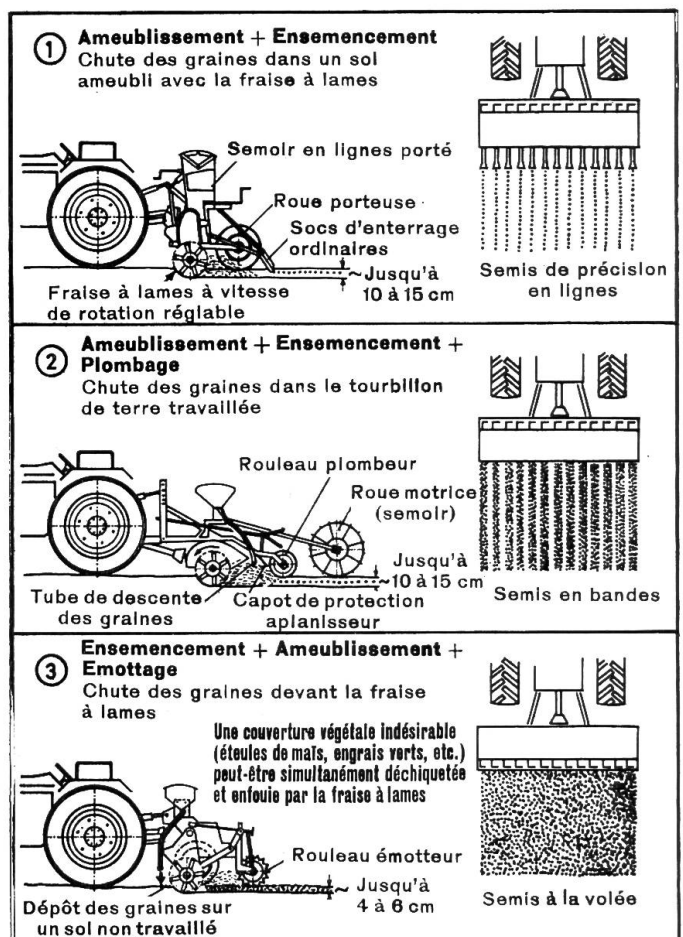 1 Ameublissement + Ensemencement
Chute des graines dans un sol
ameubli avec la fraise à lames
Semoir en lignes porté
Roue porteuse
Socs d'enterrage
ordinaires
~ Jusqu'à
10 à 15 cm
Fraise à lames à vitesse
de rotation réglable
Semis de précision
en lignes
2 Ameublissement + Ensemencement +
Plombage
Chute des graines dans le tourbillon
de terre travaillée
Rouleau plombeur
Roue motrice
(semoir)
Jusqu'à
~10 à 15 cm
Tube de descente
des graines
Capot de protection
aplanisseur
Semis en bandes
3 Ensemencement + Ameublissement +
Emottage
Chute des graines devant la fraise
à lames
Une couverture végétale indésirable
(éteules de maïs, engrais verts, etc.)
peut-être simultanément déchiquetée
et enfouie par la fraise à lames
Rouleau émotteur
~ Jusqu'à
4 à 6 cm
Dépôt des graines sur
un sol non travaillé
Semis à la volée